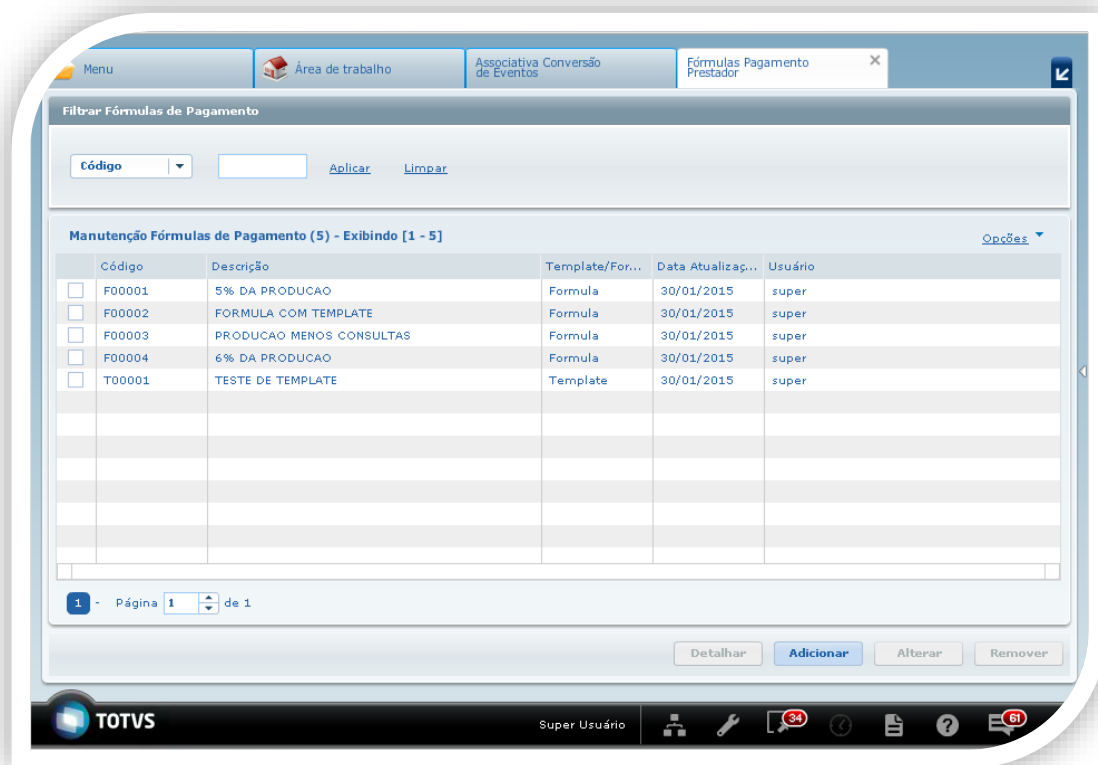 Menu
Área de trabalho
Associativa Conversão
de Eventos
Fórmulas Pagamento
Prestador
Filtrar Fórmulas de Pagamento
Código
Aplicar Limpar
Manutenção Fórmulas de Pagamento (5) - Exibindo [1 - 5]
Opções
Código Descrição Template/For... Data Atualizaç... Usuário
F00001 5% DA PRODUCAO Formula 30/01/2015 super
F00002 FORMULA COM TEMPLATE Formula 30/01/2015 super
F00003 PRODUCAO MENOS CONSULTAS Formula 30/01/2015 super
F00004 6% DA PRODUCAO Formula 30/01/2015 super
T00001 TESTE DE TEMPLATE Template 30/01/2015 super
1 - Página 1 de 1
Detalhar Adicionar Alterar Remover
TOTVS Super Usuário 34 ? 61